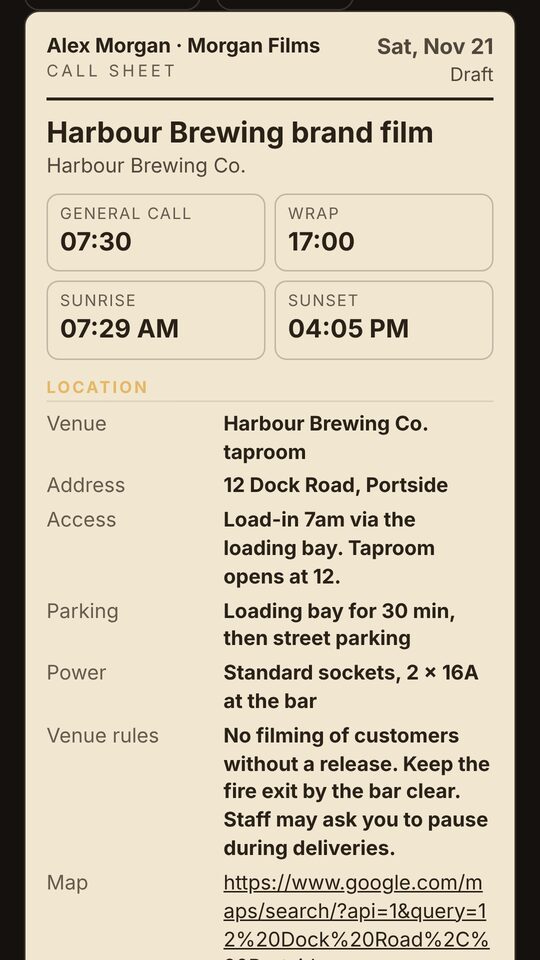 Alex Morgan · Morgan Films
Sat, Nov 21
CALL SHEET
Draft
Harbour Brewing brand film
Harbour Brewing Co.
GENERAL CALL
07:30
WRAP
17:00
SUNRISE
07:29 AM
SUNSET
04:05 PM
LOCATION
Venue
Harbour Brewing Co.
taproom
Address
12 Dock Road, Portside
Access
Load-in 7am via the
loading bay. Taproom
opens at 12.
Parking
Loading bay for 30 min,
then street parking
Power
Standard sockets, 2 × 16A
at the bar
Venue rules
No filming of customers
without a release. Keep the
fire exit by the bar clear.
Staff may ask you to pause
during deliveries.
Map
https://www.google.com/m
aps/search/?api=1&query=1
2%20Dock%20Road%2C%